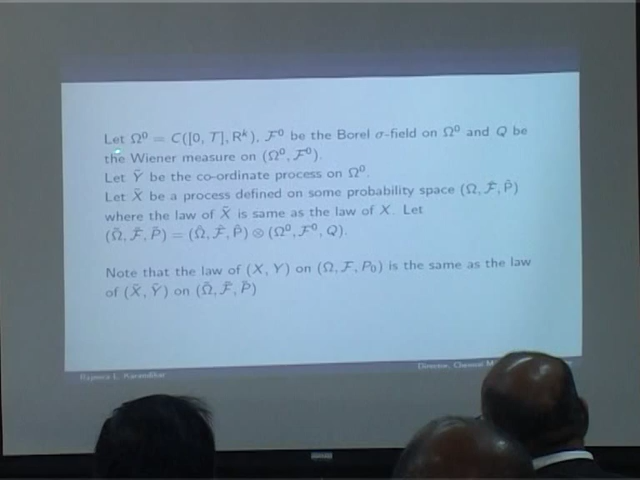 Let Ω⁰ = C([0, T], Rᵏ), F⁰ be the Borel σ-field on Ω⁰ and Q be
the Wiener measure on (Ω⁰, F⁰).
Let Ỹ be the co-ordinate process on Ω⁰.
Let X̃ be a process defined on some probability space (Ω̂, F̂, P̂)
where the law of X̃ is same as the law of X. Let
(Ω̃, F̃, P̃) = (Ω̂, F̂, P̂) ⊗ (Ω⁰, F⁰, Q).
Note that the law of (X, Y) on (Ω, F, P₀) is the same as the law
of (X̃, Ỹ) on (Ω̃, F̃, P̃)
Rajeeva L. Karandikar
Director, Chennai